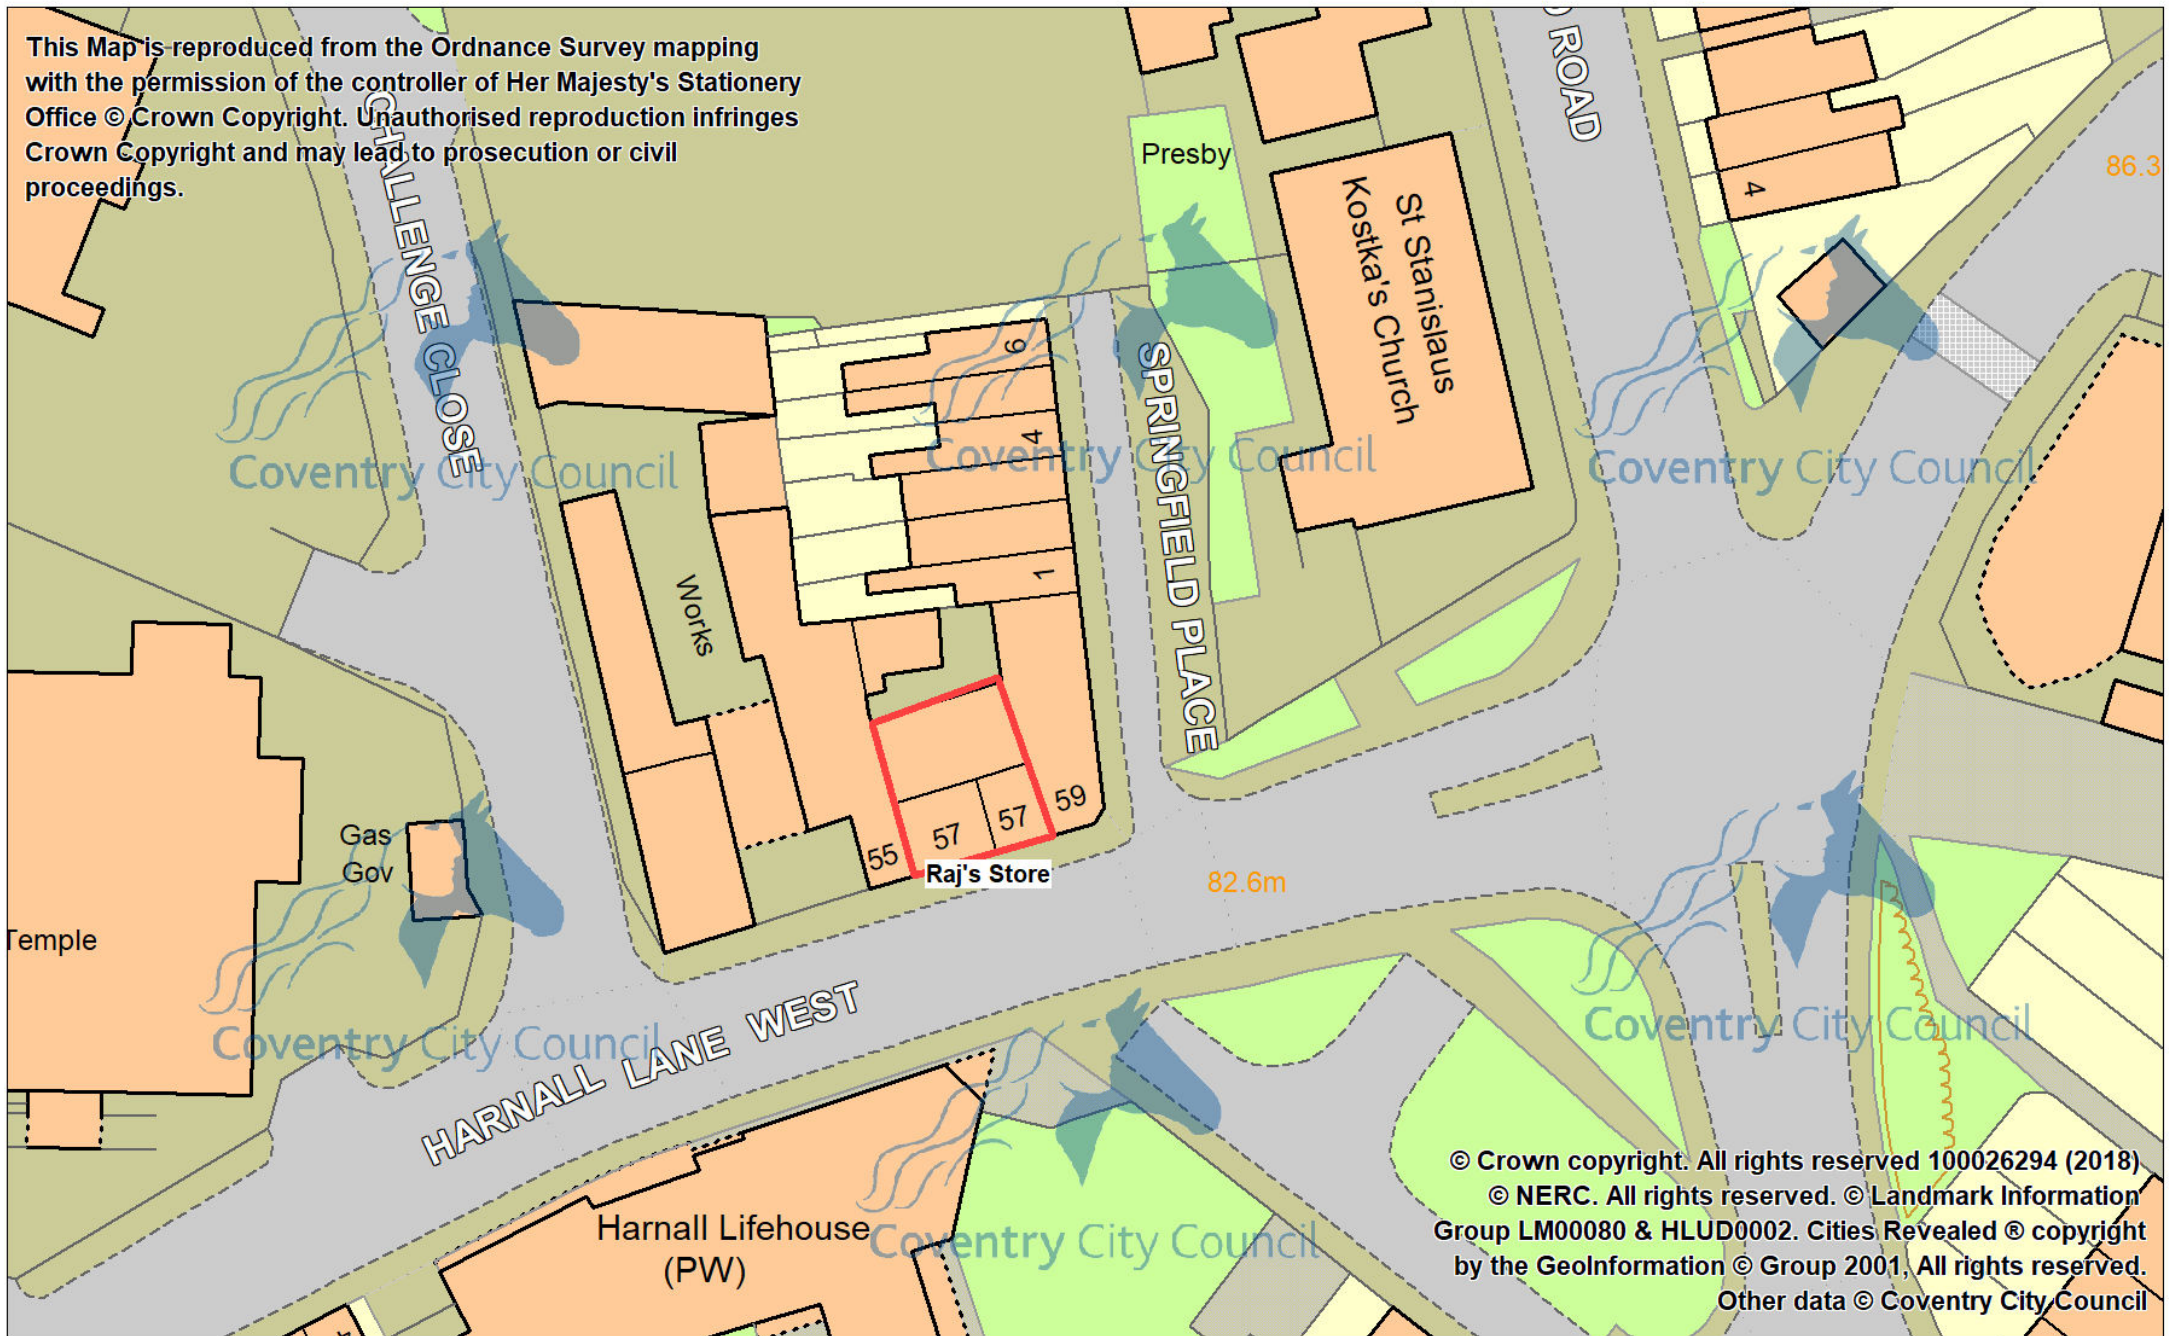 This Map is reproduced from the Ordnance Survey mapping
with the permission of the controller of Her Majesty's Stationery
Office © Crown Copyright. Unauthorised reproduction infringes
Crown Copyright and may lead to prosecution or civil
proceedings.
CHALLENGE CLOSE
ROAD
Presby
St Stanislaus
Kostka's Church
4
86.3
6
4
1
SPRINGFIELD PLACE
Coventry City Council
Coventry City Council
Coventry City Council
Works
Gas
Gov
55
57
57
59
Raj's Store
82.6m
Temple
HARNALL LANE WEST
Coventry City Council
Coventry City Council
Coventry City Council
Harnall Lifehouse
(PW)
© Crown copyright. All rights reserved 100026294 (2018)
© NERC. All rights reserved. © Landmark Information
Group LM00080 & HLUD0002. Cities Revealed ® copyright
by the GeoInformation © Group 2001, All rights reserved.
Other data © Coventry City Council